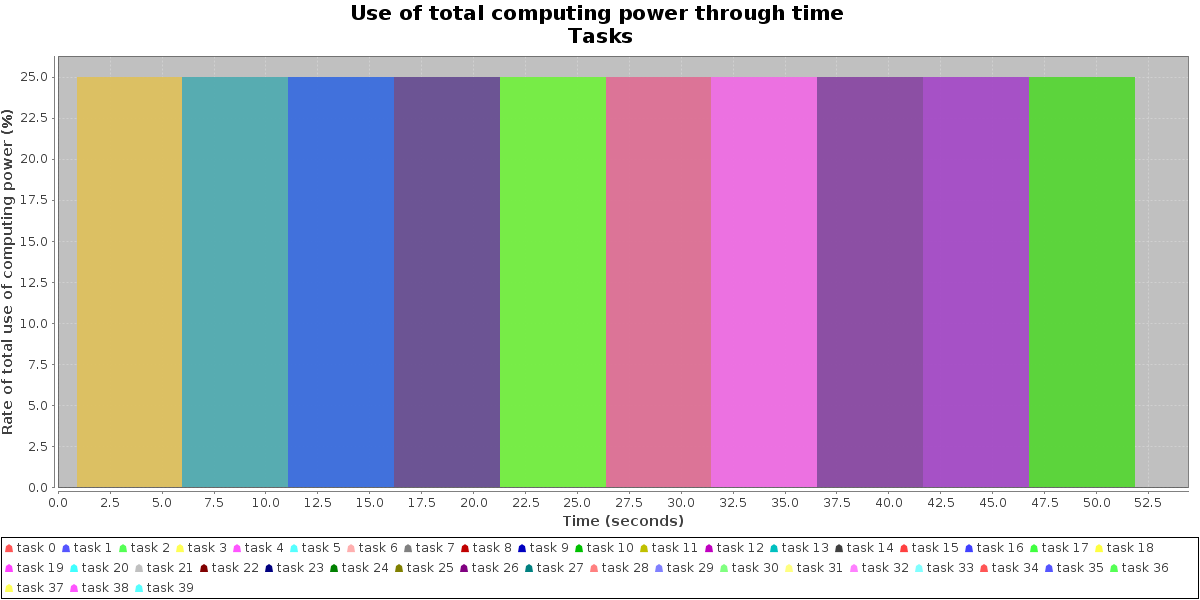 Use of total computing power through time
Tasks
Rate of total use of computing power (%)
25.0
22.5
20.0
17.5
15.0
12.5
10.0
7.5
5.0
2.5
0.0
0.0 2.5 5.0 7.5 10.0 12.5 15.0 17.5 20.0 22.5 25.0 27.5 30.0 32.5 35.0 37.5 40.0 42.5 45.0 47.5 50.0 52.5
Time (seconds)
task 0 task 1 task 2 task 3 task 4 task 5 task 6 task 7 task 8 task 9 task 10 task 11 task 12 task 13 task 14 task 15 task 16 task 17 task 18
task 19 task 20 task 21 task 22 task 23 task 24 task 25 task 26 task 27 task 28 task 29 task 30 task 31 task 32 task 33 task 34 task 35 task 36
task 37 task 38 task 39